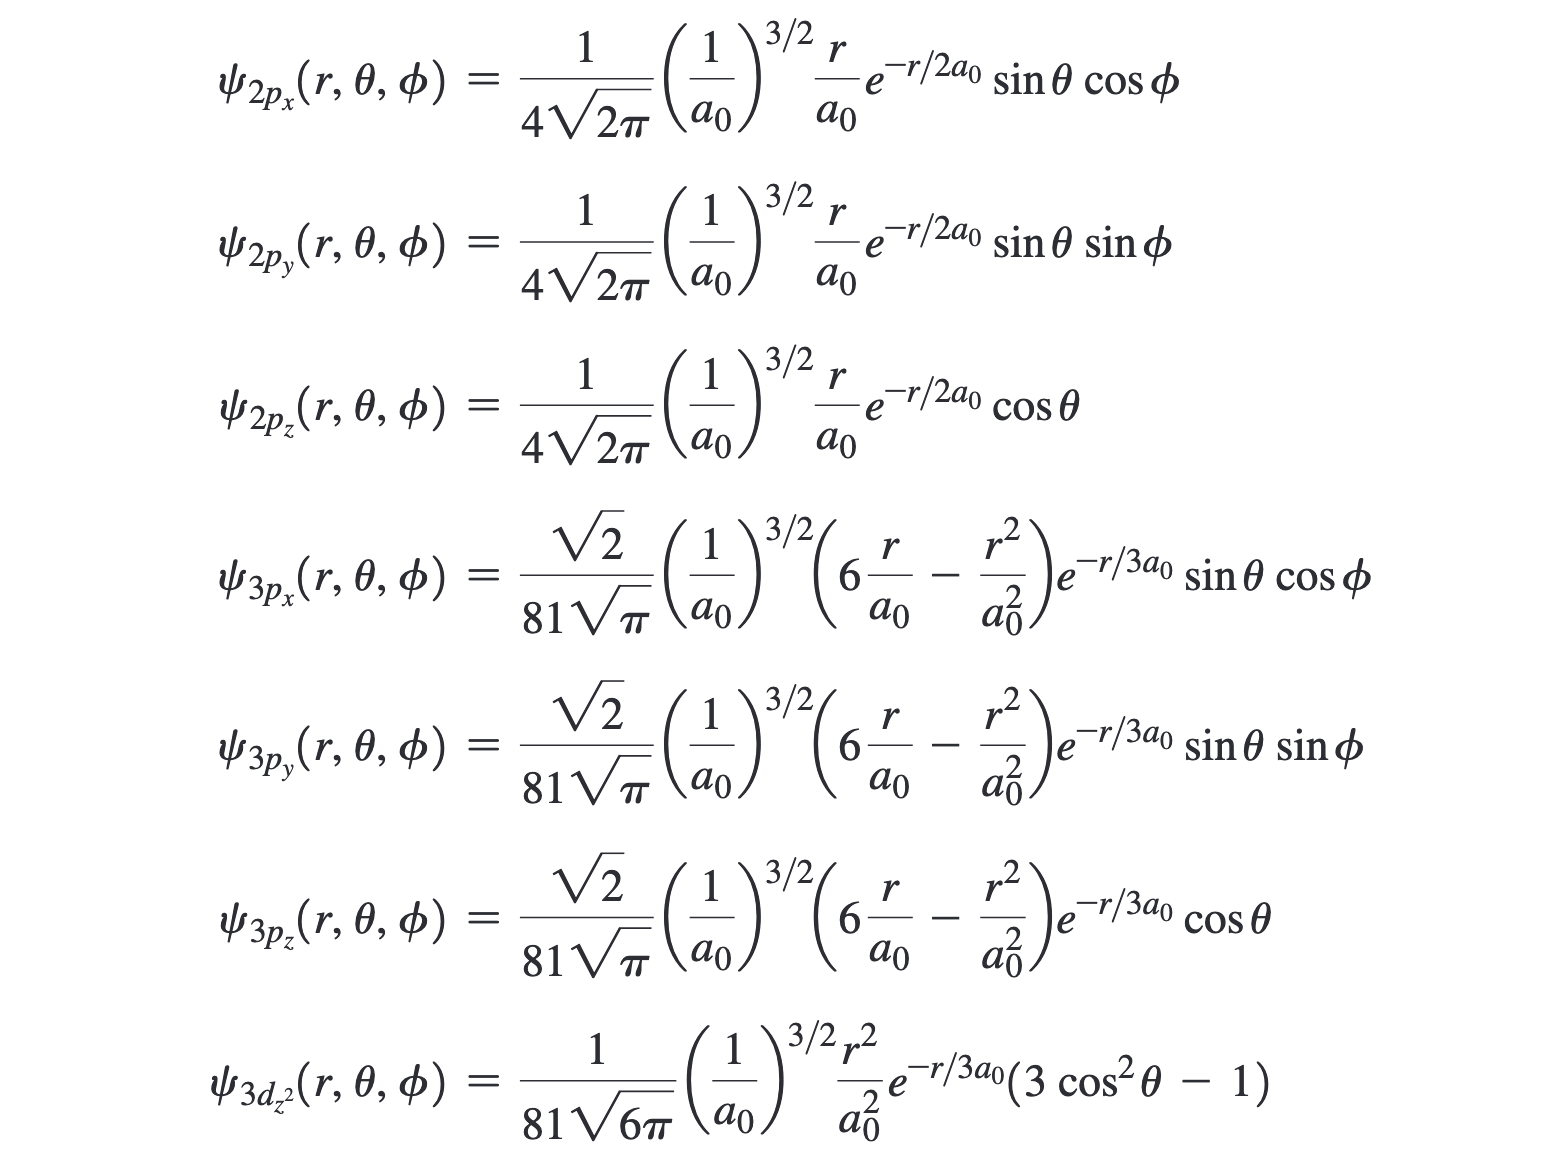 ψ_{2p_x}(r, θ, ϕ) = \frac{1}{4\sqrt{2π}} \left(\frac{1}{a_0}\right)^{3/2} \frac{r}{a_0} e^{-r/2a_0} sin θ cos ϕ
ψ_{2p_y}(r, θ, ϕ) = \frac{1}{4\sqrt{2π}} \left(\frac{1}{a_0}\right)^{3/2} \frac{r}{a_0} e^{-r/2a_0} sin θ sin ϕ
ψ_{2p_z}(r, θ, ϕ) = \frac{1}{4\sqrt{2π}} \left(\frac{1}{a_0}\right)^{3/2} \frac{r}{a_0} e^{-r/2a_0} cos θ
ψ_{3p_x}(r, θ, ϕ) = \frac{\sqrt{2}}{81\sqrt{π}} \left(\frac{1}{a_0}\right)^{3/2} \left(6\frac{r}{a_0} - \frac{r^2}{a_0^2}\right) e^{-r/3a_0} sin θ cos ϕ
ψ_{3p_y}(r, θ, ϕ) = \frac{\sqrt{2}}{81\sqrt{π}} \left(\frac{1}{a_0}\right)^{3/2} \left(6\frac{r}{a_0} - \frac{r^2}{a_0^2}\right) e^{-r/3a_0} sin θ sin ϕ
ψ_{3p_z}(r, θ, ϕ) = \frac{\sqrt{2}}{81\sqrt{π}} \left(\frac{1}{a_0}\right)^{3/2} \left(6\frac{r}{a_0} - \frac{r^2}{a_0^2}\right) e^{-r/3a_0} cos θ
ψ_{3d_{z^2}}(r, θ, ϕ) = \frac{1}{81\sqrt{6π}} \left(\frac{1}{a_0}\right)^{3/2} \frac{r^2}{a_0^2} e^{-r/3a_0} (3 cos^2 θ - 1)